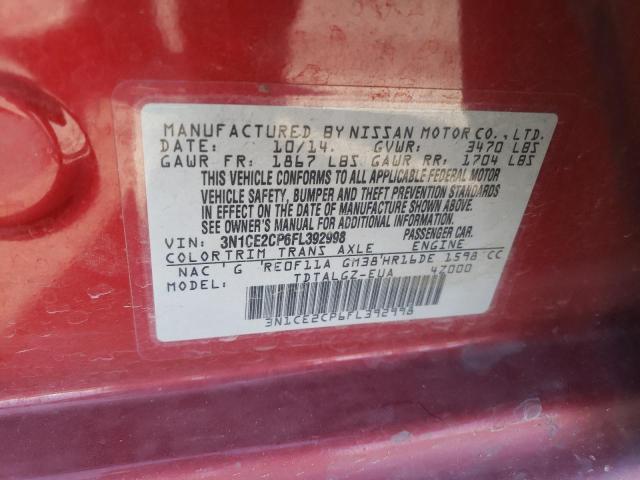 MANUFACTURED BY NISSAN MOTOR CO., LTD.
DATE: 10/14. GVWR: 3470 LBS
GAWR FR: 1867 LBS GAWR RR: 1704 LBS
THIS VEHICLE CONFORMS TO ALL APPLICABLE FEDERAL MOTOR
VEHICLE SAFETY, BUMPER AND THEFT PREVENTION STANDARDS
IN EFFECT ON THE DATE OF MANUFACTURE SHOWN ABOVE.
SEE OWNER'S MANUAL FOR ADDITIONAL INFORMATION.
VIN: 3N1CE2CP6FL392998 PASSENGER CAR.
COLOR TRIM TRANS AXLE ENGINE
NAC 'G 'RE0F11A GM38'HR16DE 1598 CC
MODEL: TDTALGZ-EUA 4Z000
3N1CE2CP6FL392998